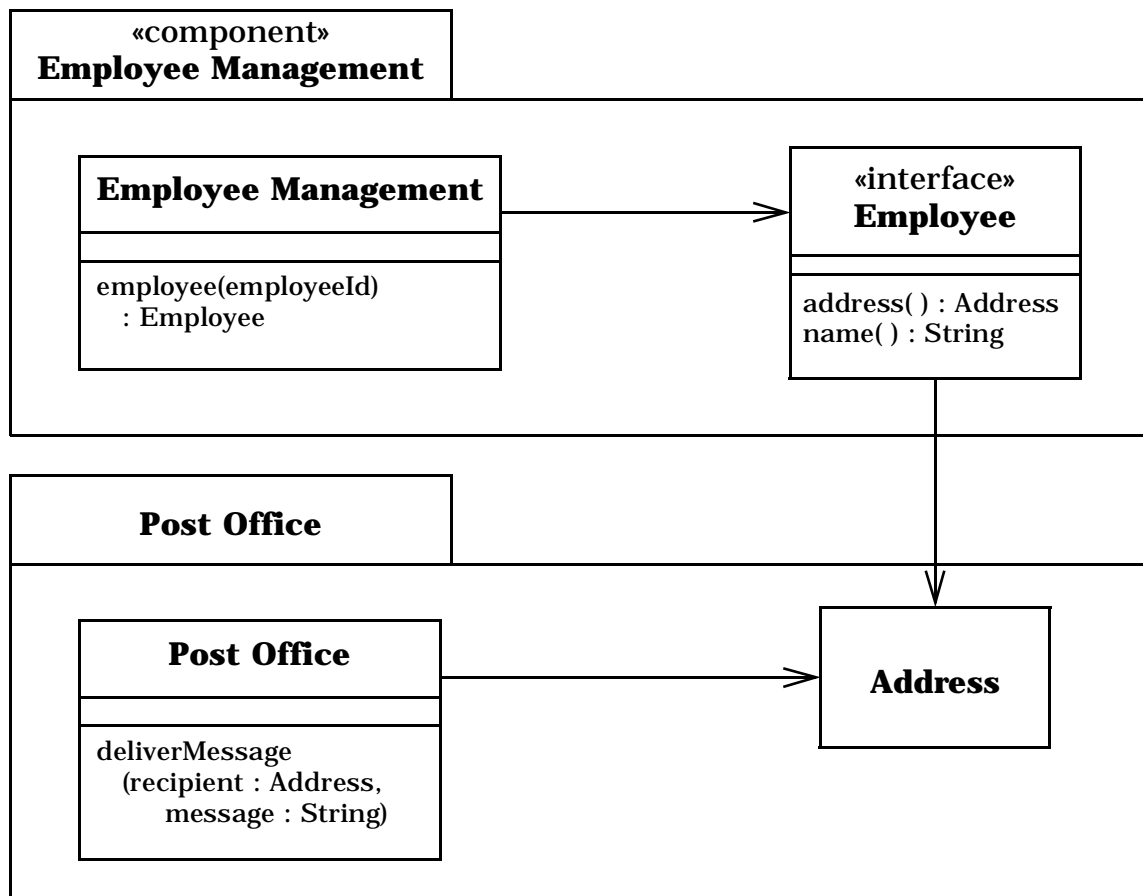 «component»
Employee Management
Employee Management
employee(employeeId)
: Employee
«interface»
Employee
address( ) : Address
name( ) : String
Post Office
Post Office
deliverMessage
(recipient : Address,
message : String)
Address